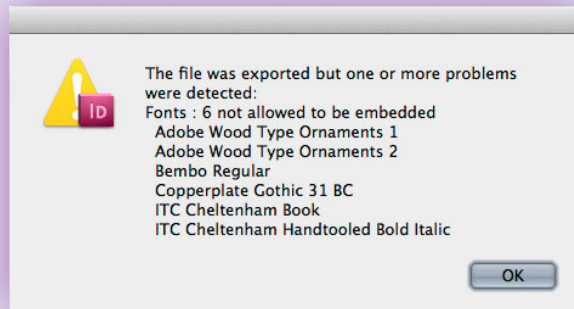 The file was exported but one or more problems
were detected:
Fonts : 6 not allowed to be embedded
Adobe Wood Type Ornaments 1
Adobe Wood Type Ornaments 2
Bembo Regular
Copperplate Gothic 31 BC
ITC Cheltenham Book
ITC Cheltenham Handtooled Bold Italic
ID
OK